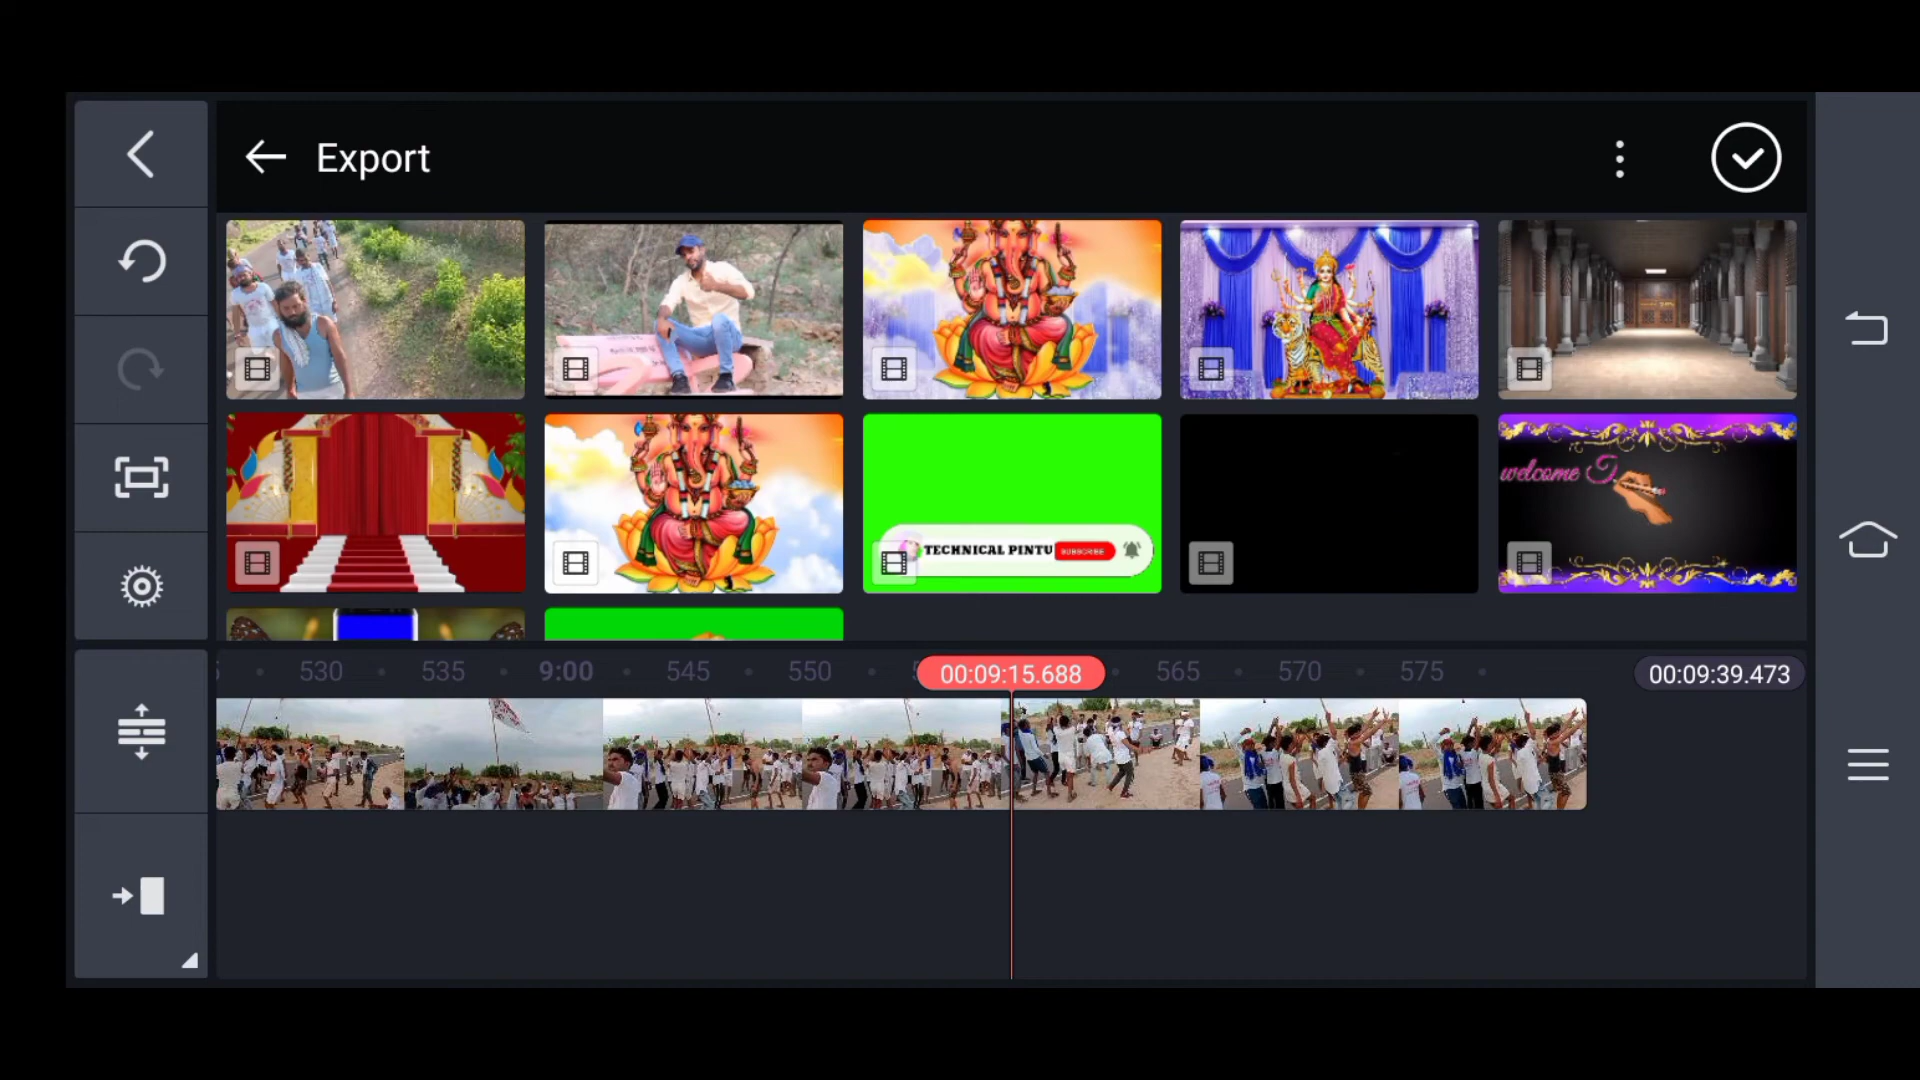 Export
TECHNICAL PINTU SUBSCRIBE
welcome
530 535 9:00 545 550 00:09:15.688 565 570 575 00:09:39.473